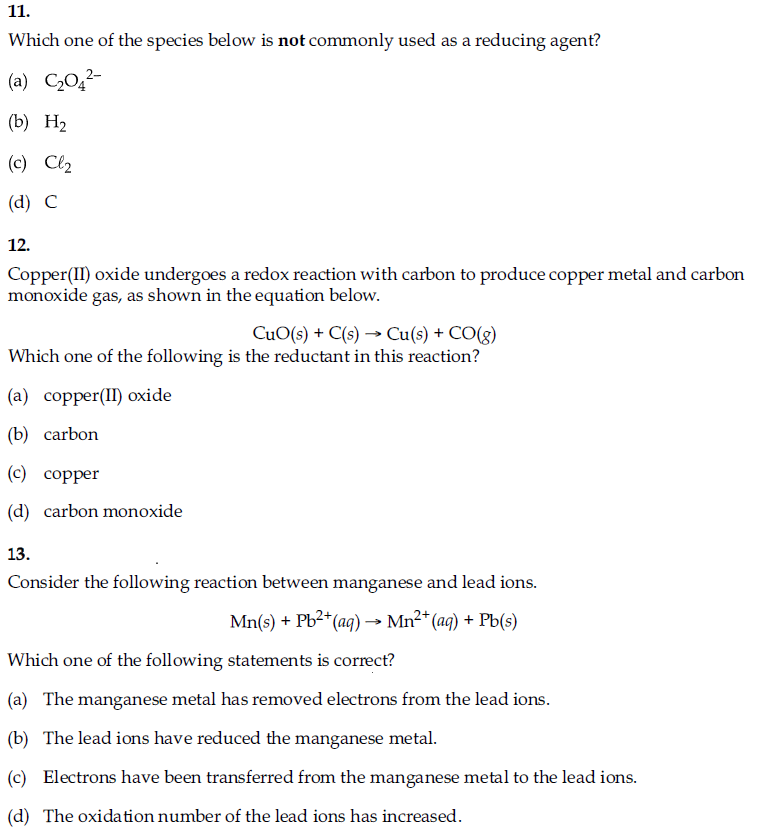 11.
Which one of the species below is not commonly used as a reducing agent?
(a) C₂O₄²⁻
(b) H₂
(c) Cℓ₂
(d) C
12.
Copper(II) oxide undergoes a redox reaction with carbon to produce copper metal and carbon
monoxide gas, as shown in the equation below.
CuO(s) + C(s) → Cu(s) + CO(g)
Which one of the following is the reductant in this reaction?
(a) copper(II) oxide
(b) carbon
(c) copper
(d) carbon monoxide
13.
Consider the following reaction between manganese and lead ions.
Mn(s) + Pb²⁺(aq) → Mn²⁺(aq) + Pb(s)
Which one of the following statements is correct?
(a) The manganese metal has removed electrons from the lead ions.
(b) The lead ions have reduced the manganese metal.
(c) Electrons have been transferred from the manganese metal to the lead ions.
(d) The oxidation number of the lead ions has increased.